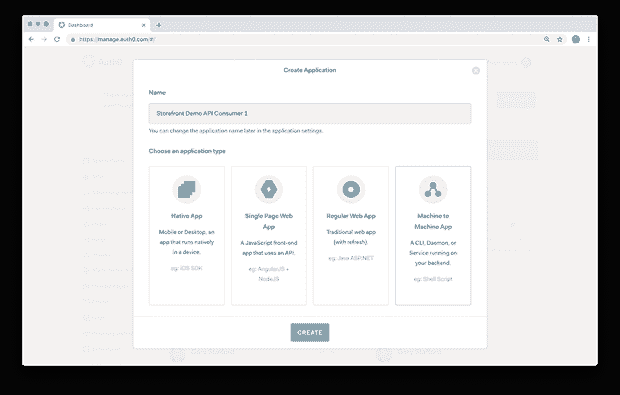 Dashboard
https://manage.auth0.com/#/
Auth0
Create Application
Name
Storefront Demo API Consumer 1
You can change the application name later in the application settings.
Choose an application type
Native App
Mobile or Desktop, an
app that runs natively
in a device.
eg: iOS SDK
Single Page Web
App
A JavaScript front-end
app that uses an API.
eg: AngularJS +
NodeJS
Regular Web App
Traditional web app
(with refresh).
eg: Java ASP.NET
Machine to
Machine App
A CLI, Daemon, or
Service running on
your backend.
eg: Shell Script
CREATE